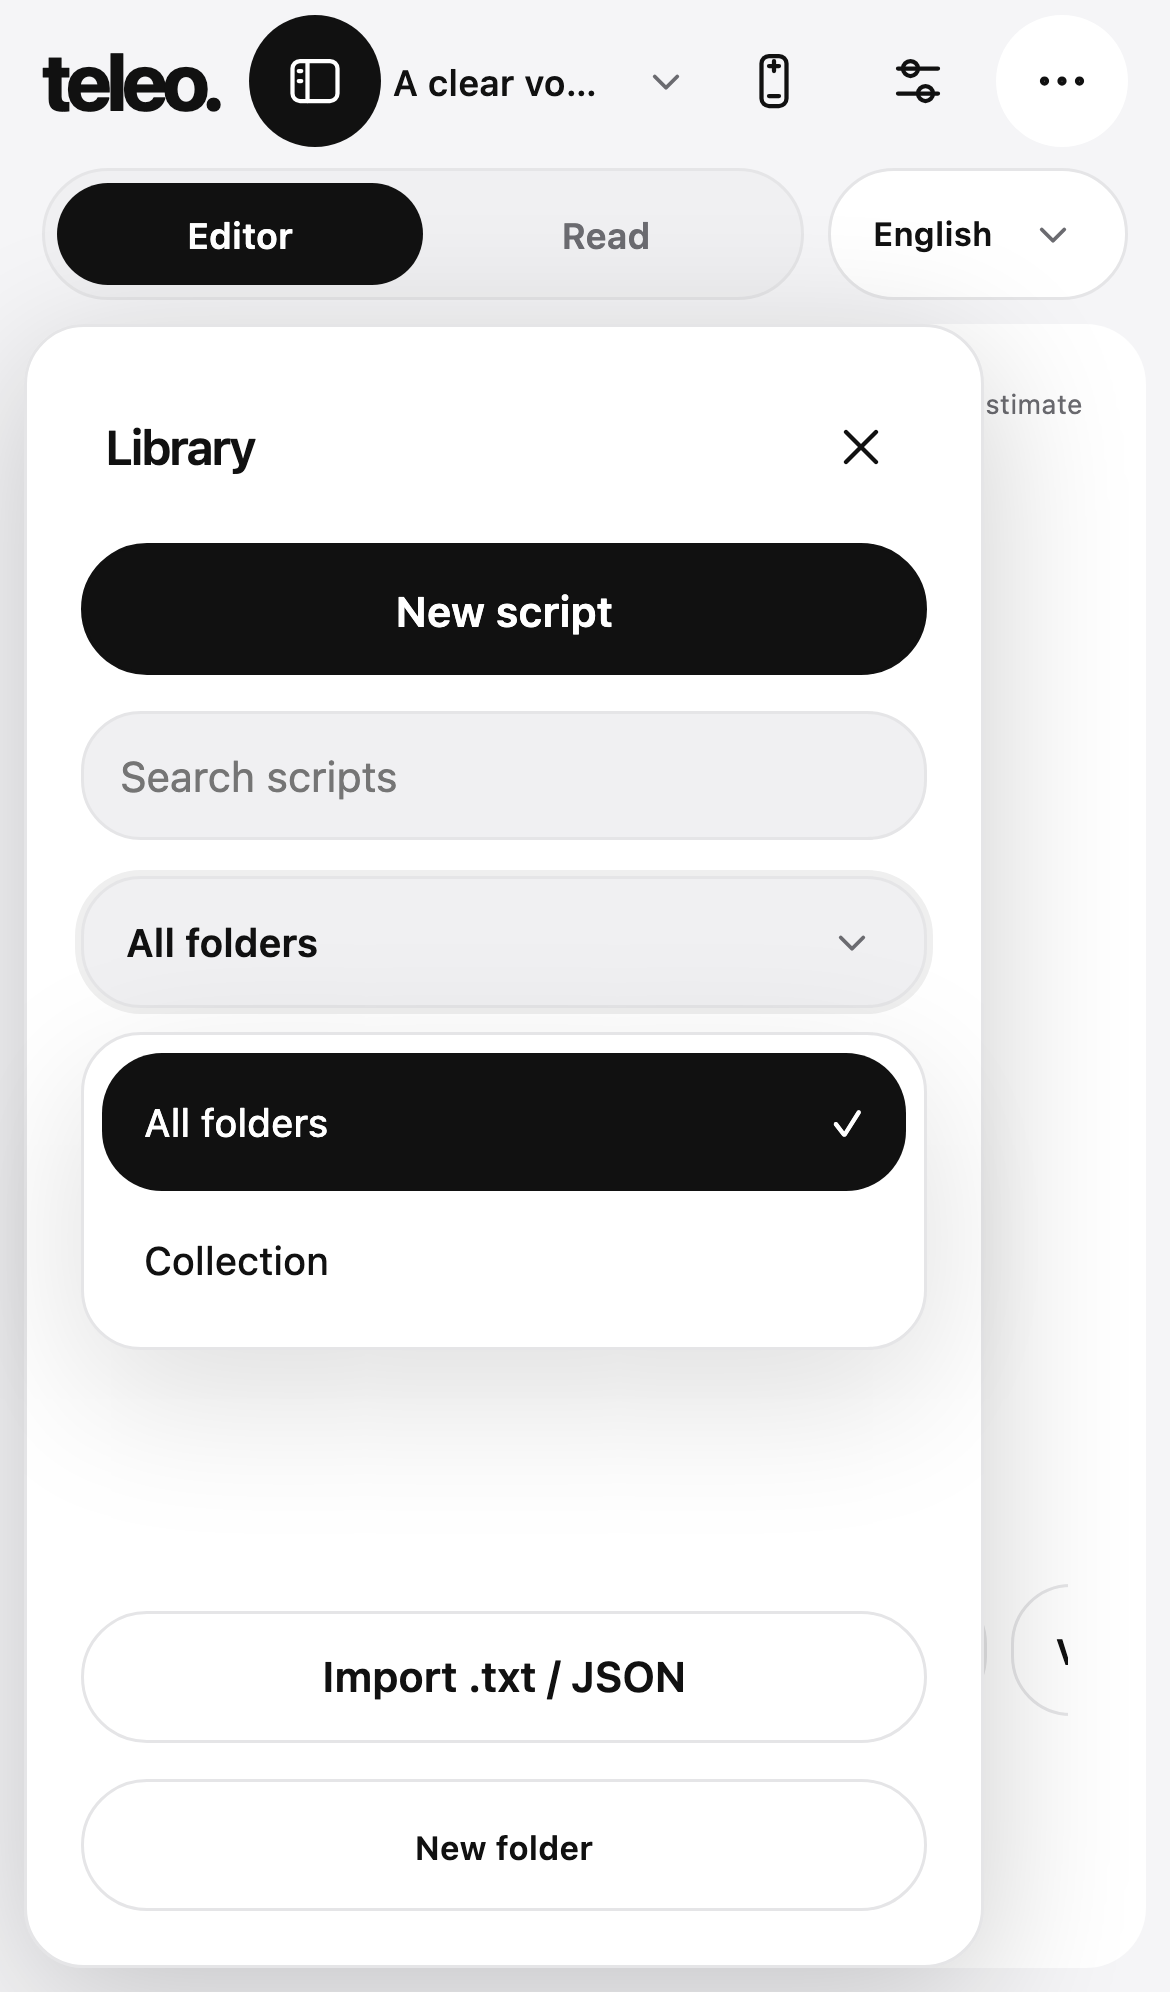 teleo.
A clear vo...
Editor
Read
English
stimate
Library
New script
Search scripts
All folders
All folders
Collection
Import .txt / JSON
New folder